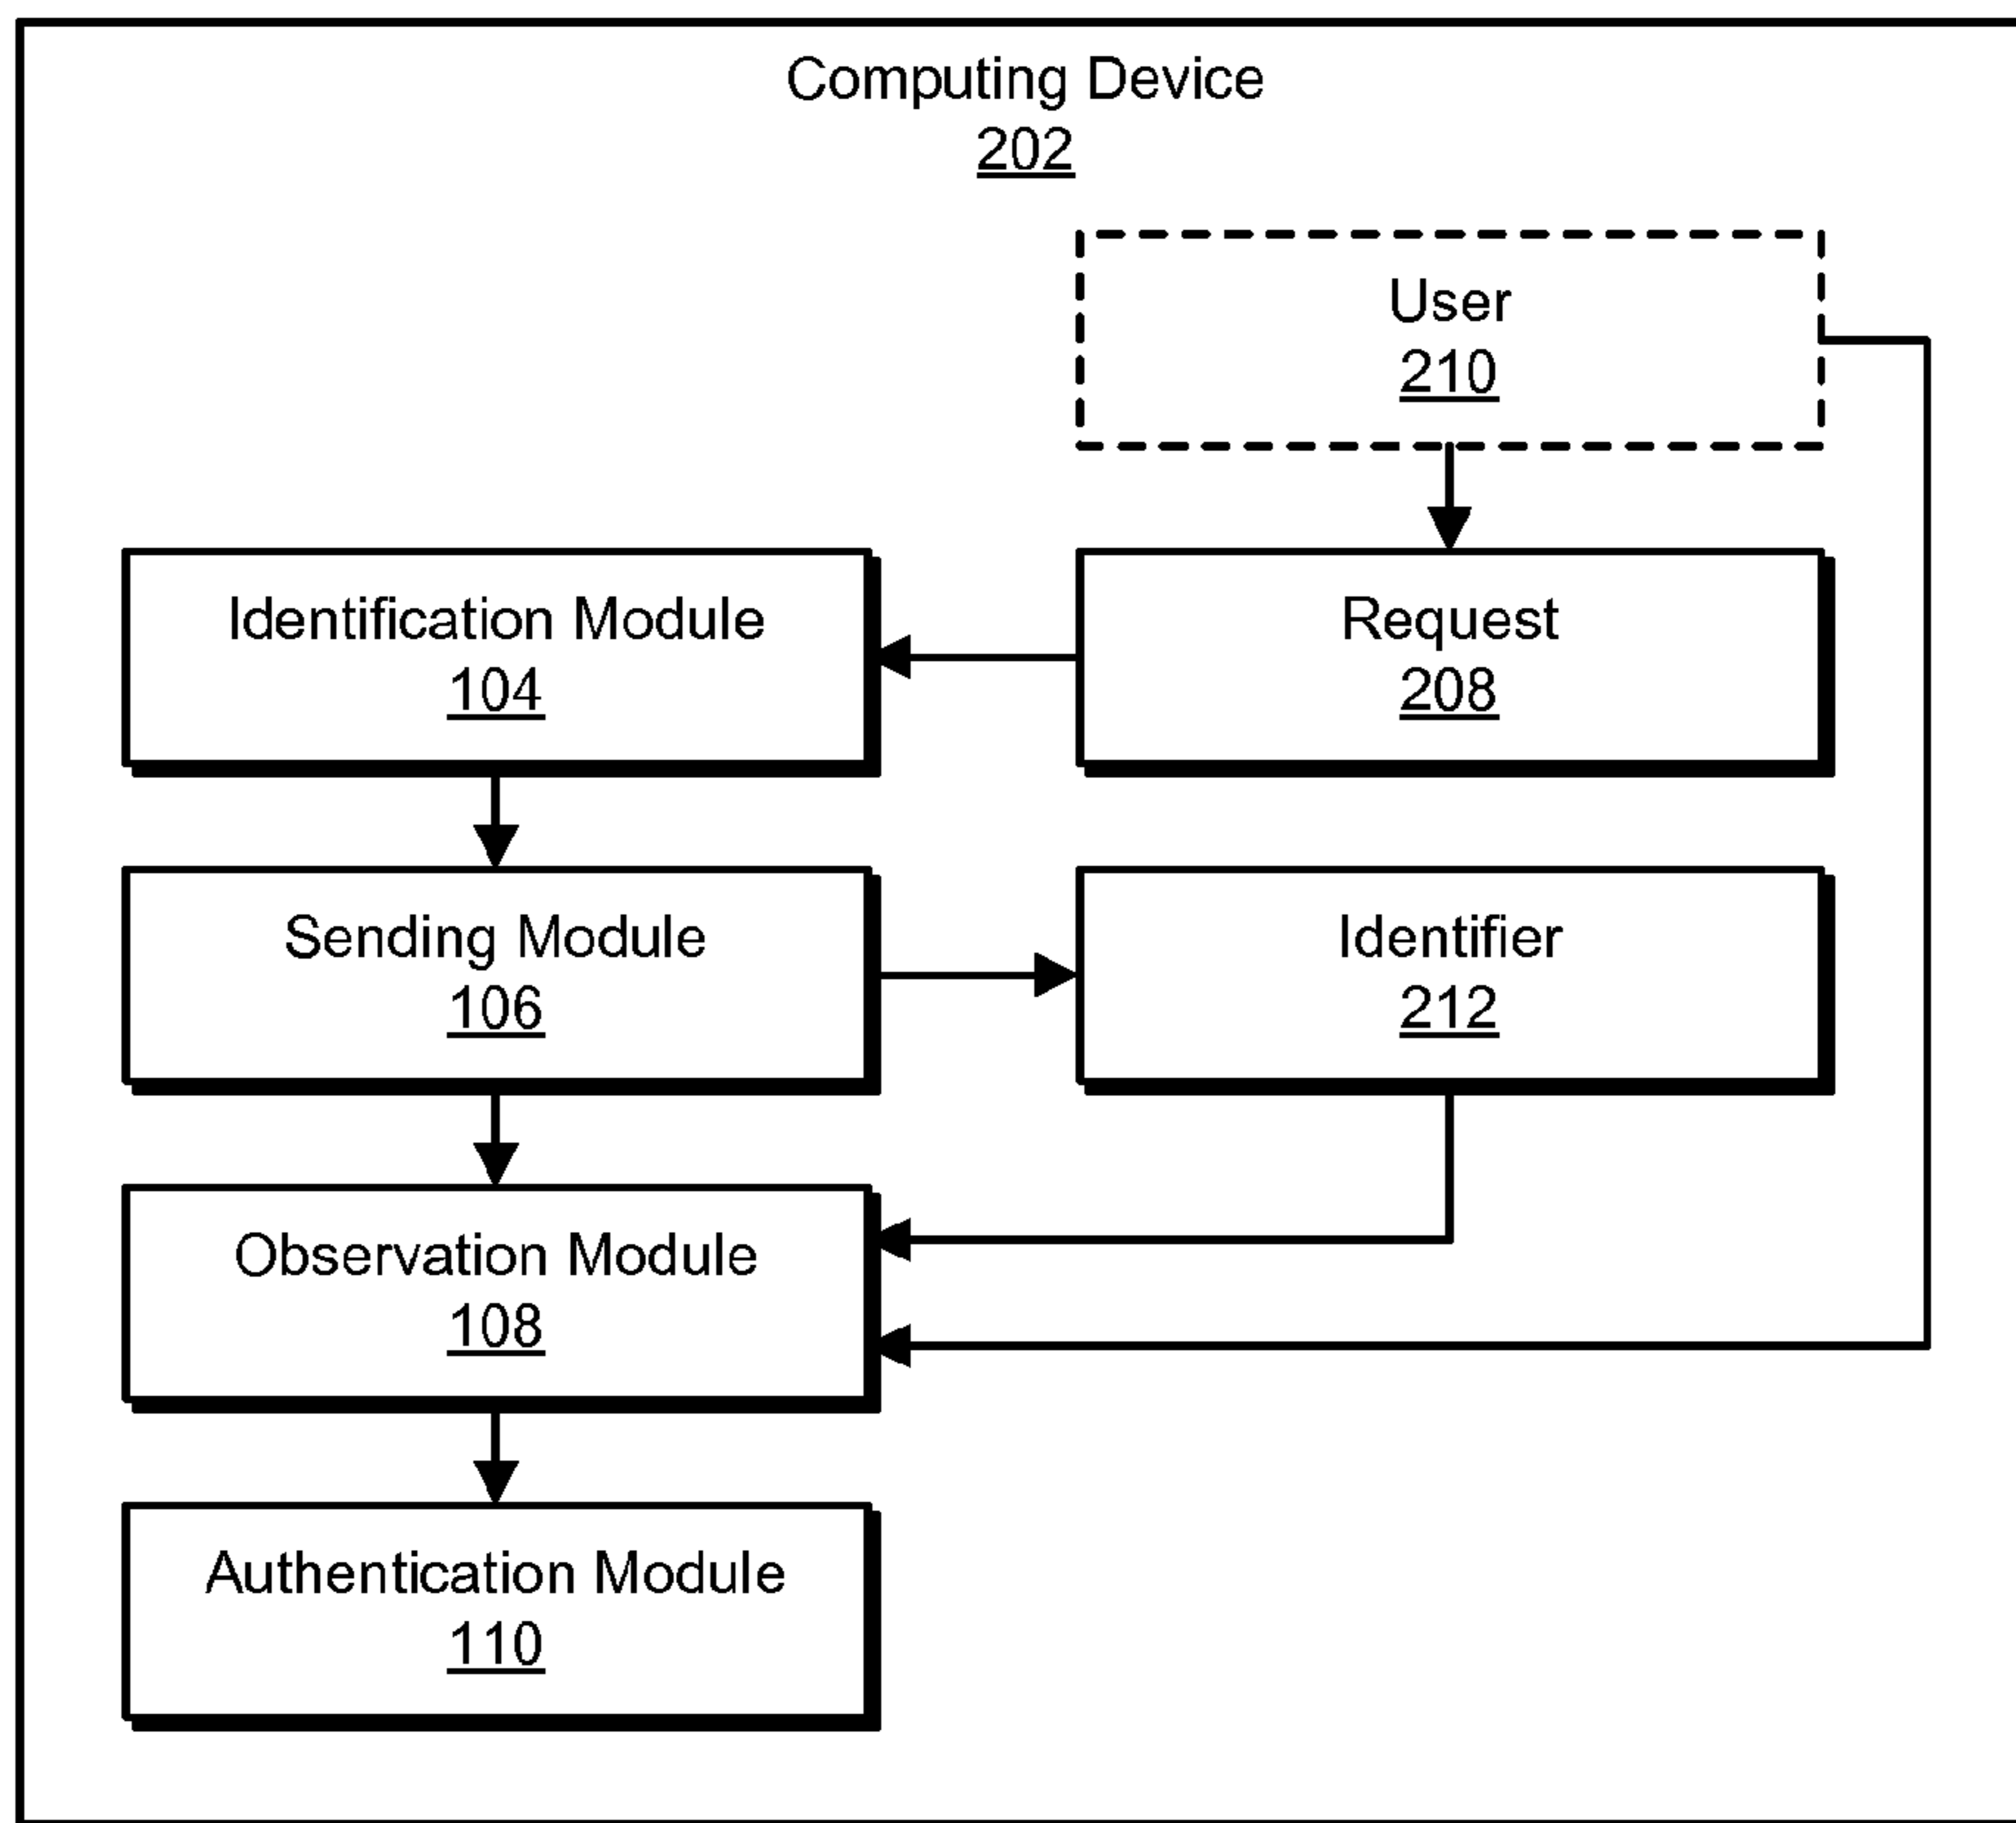 Computing Device
202
User
210
Identification Module
104
Request
208
Sending Module
106
Identifier
212
Observation Module
108
Authentication Module
110